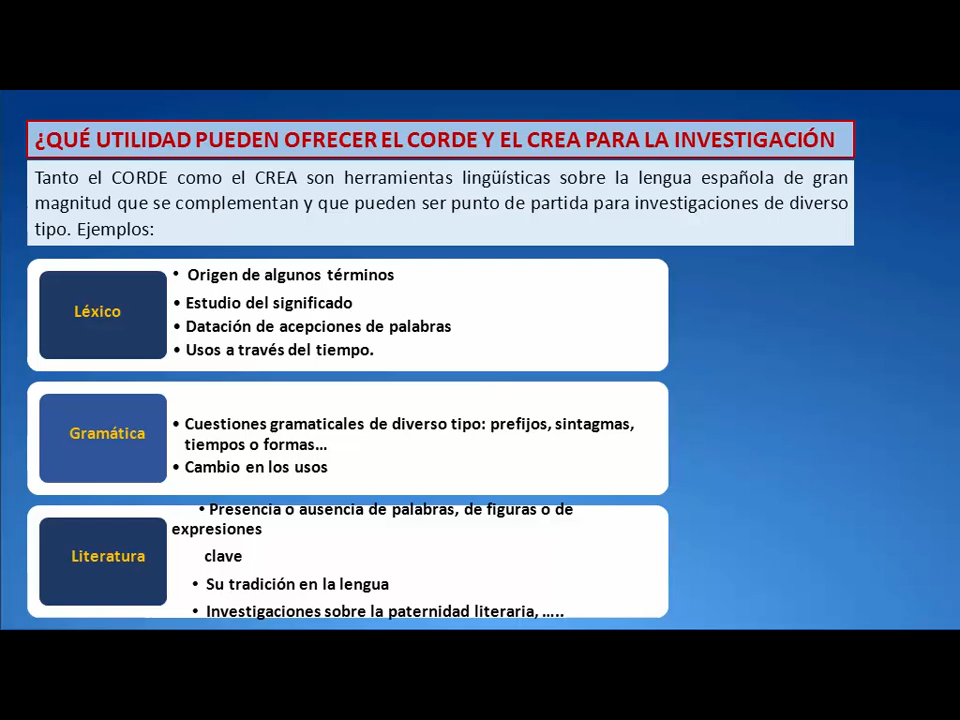 ¿QUÉ UTILIDAD PUEDEN OFRECER EL CORDE Y EL CREA PARA LA INVESTIGACIÓN
Tanto el CORDE como el CREA son herramientas lingüísticas sobre la lengua española de gran
magnitud que se complementan y que pueden ser punto de partida para investigaciones de diverso
tipo. Ejemplos:
Léxico
• Origen de algunos términos
• Estudio del significado
• Datación de acepciones de palabras
• Usos a través del tiempo.
Gramática
• Cuestiones gramaticales de diverso tipo: prefijos, sintagmas,
tiempos o formas…
• Cambio en los usos
Literatura
• Presencia o ausencia de palabras, de figuras o de
expresiones
clave
• Su tradición en la lengua
• Investigaciones sobre la paternidad literaria, …..